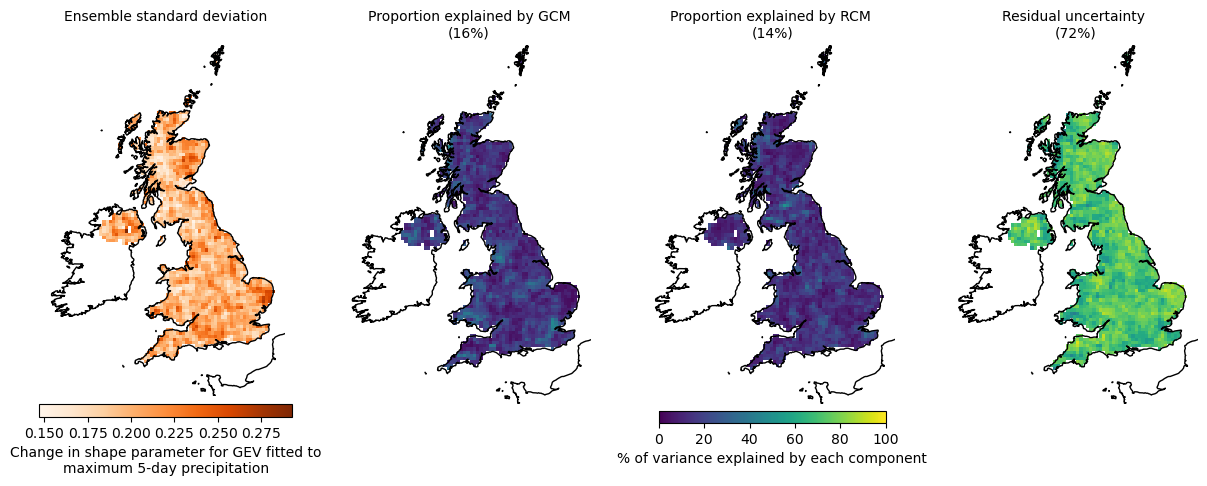 Ensemble standard deviation
Proportion explained by GCM
(16%)
Proportion explained by RCM
(14%)
Residual uncertainty
(72%)
0.150 0.175 0.200 0.225 0.250 0.275
Change in shape parameter for GEV fitted to
maximum 5-day precipitation
0 20 40 60 80 100
% of variance explained by each component